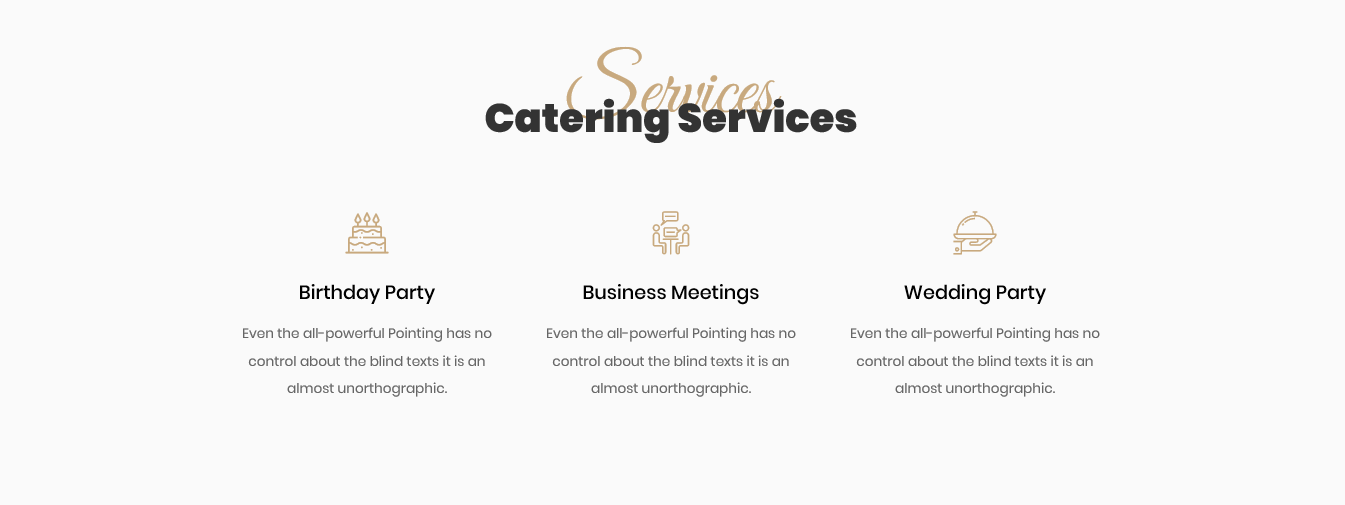 Services
Catering Services
Birthday Party
Even the all-powerful Pointing has no
control about the blind texts it is an
almost unorthographic.
Business Meetings
Even the all-powerful Pointing has no
control about the blind texts it is an
almost unorthographic.
Wedding Party
Even the all-powerful Pointing has no
control about the blind texts it is an
almost unorthographic.